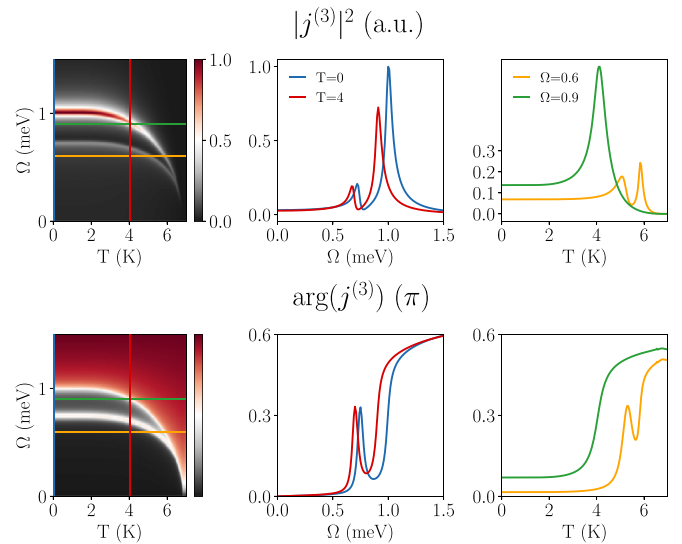 |j⁽³⁾|² (a.u.)
Ω (meV)
1
0
0 2 4 6
T (K)
1.0
0.5
0.0
1.0
0.5
0.0
T=0
T=4
0.0 0.5 1.0 1.5
Ω (meV)
0.3
0.2
0.1
0.0
Ω=0.6
Ω=0.9
0 2 4 6
T (K)
arg(j⁽³⁾) (π)
Ω (meV)
1
0
0 2 4 6
T (K)
0.6
0.3
0.0
0.0 0.5 1.0 1.5
Ω (meV)
0.6
0.3
0.0
0 2 4 6
T (K)